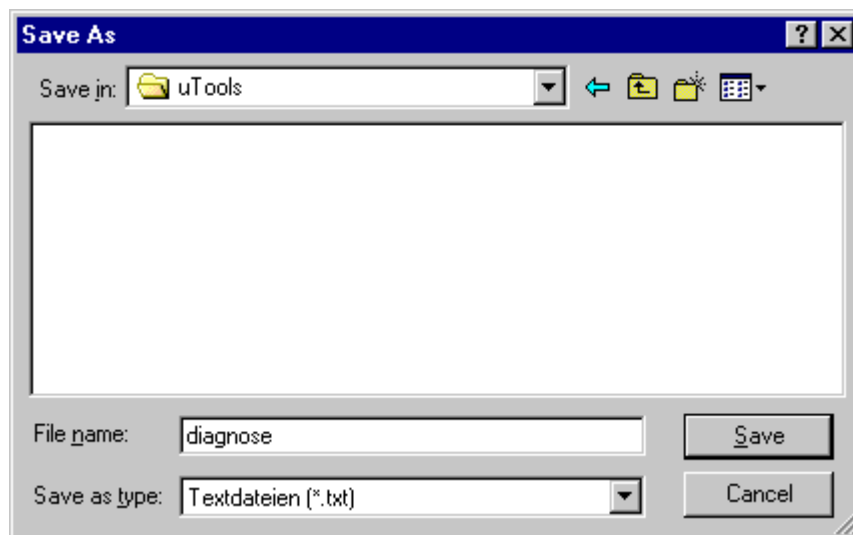 Save As
Save in: uTools
File name: diagnose Save
Save as type: Textdateien (*.txt) Cancel